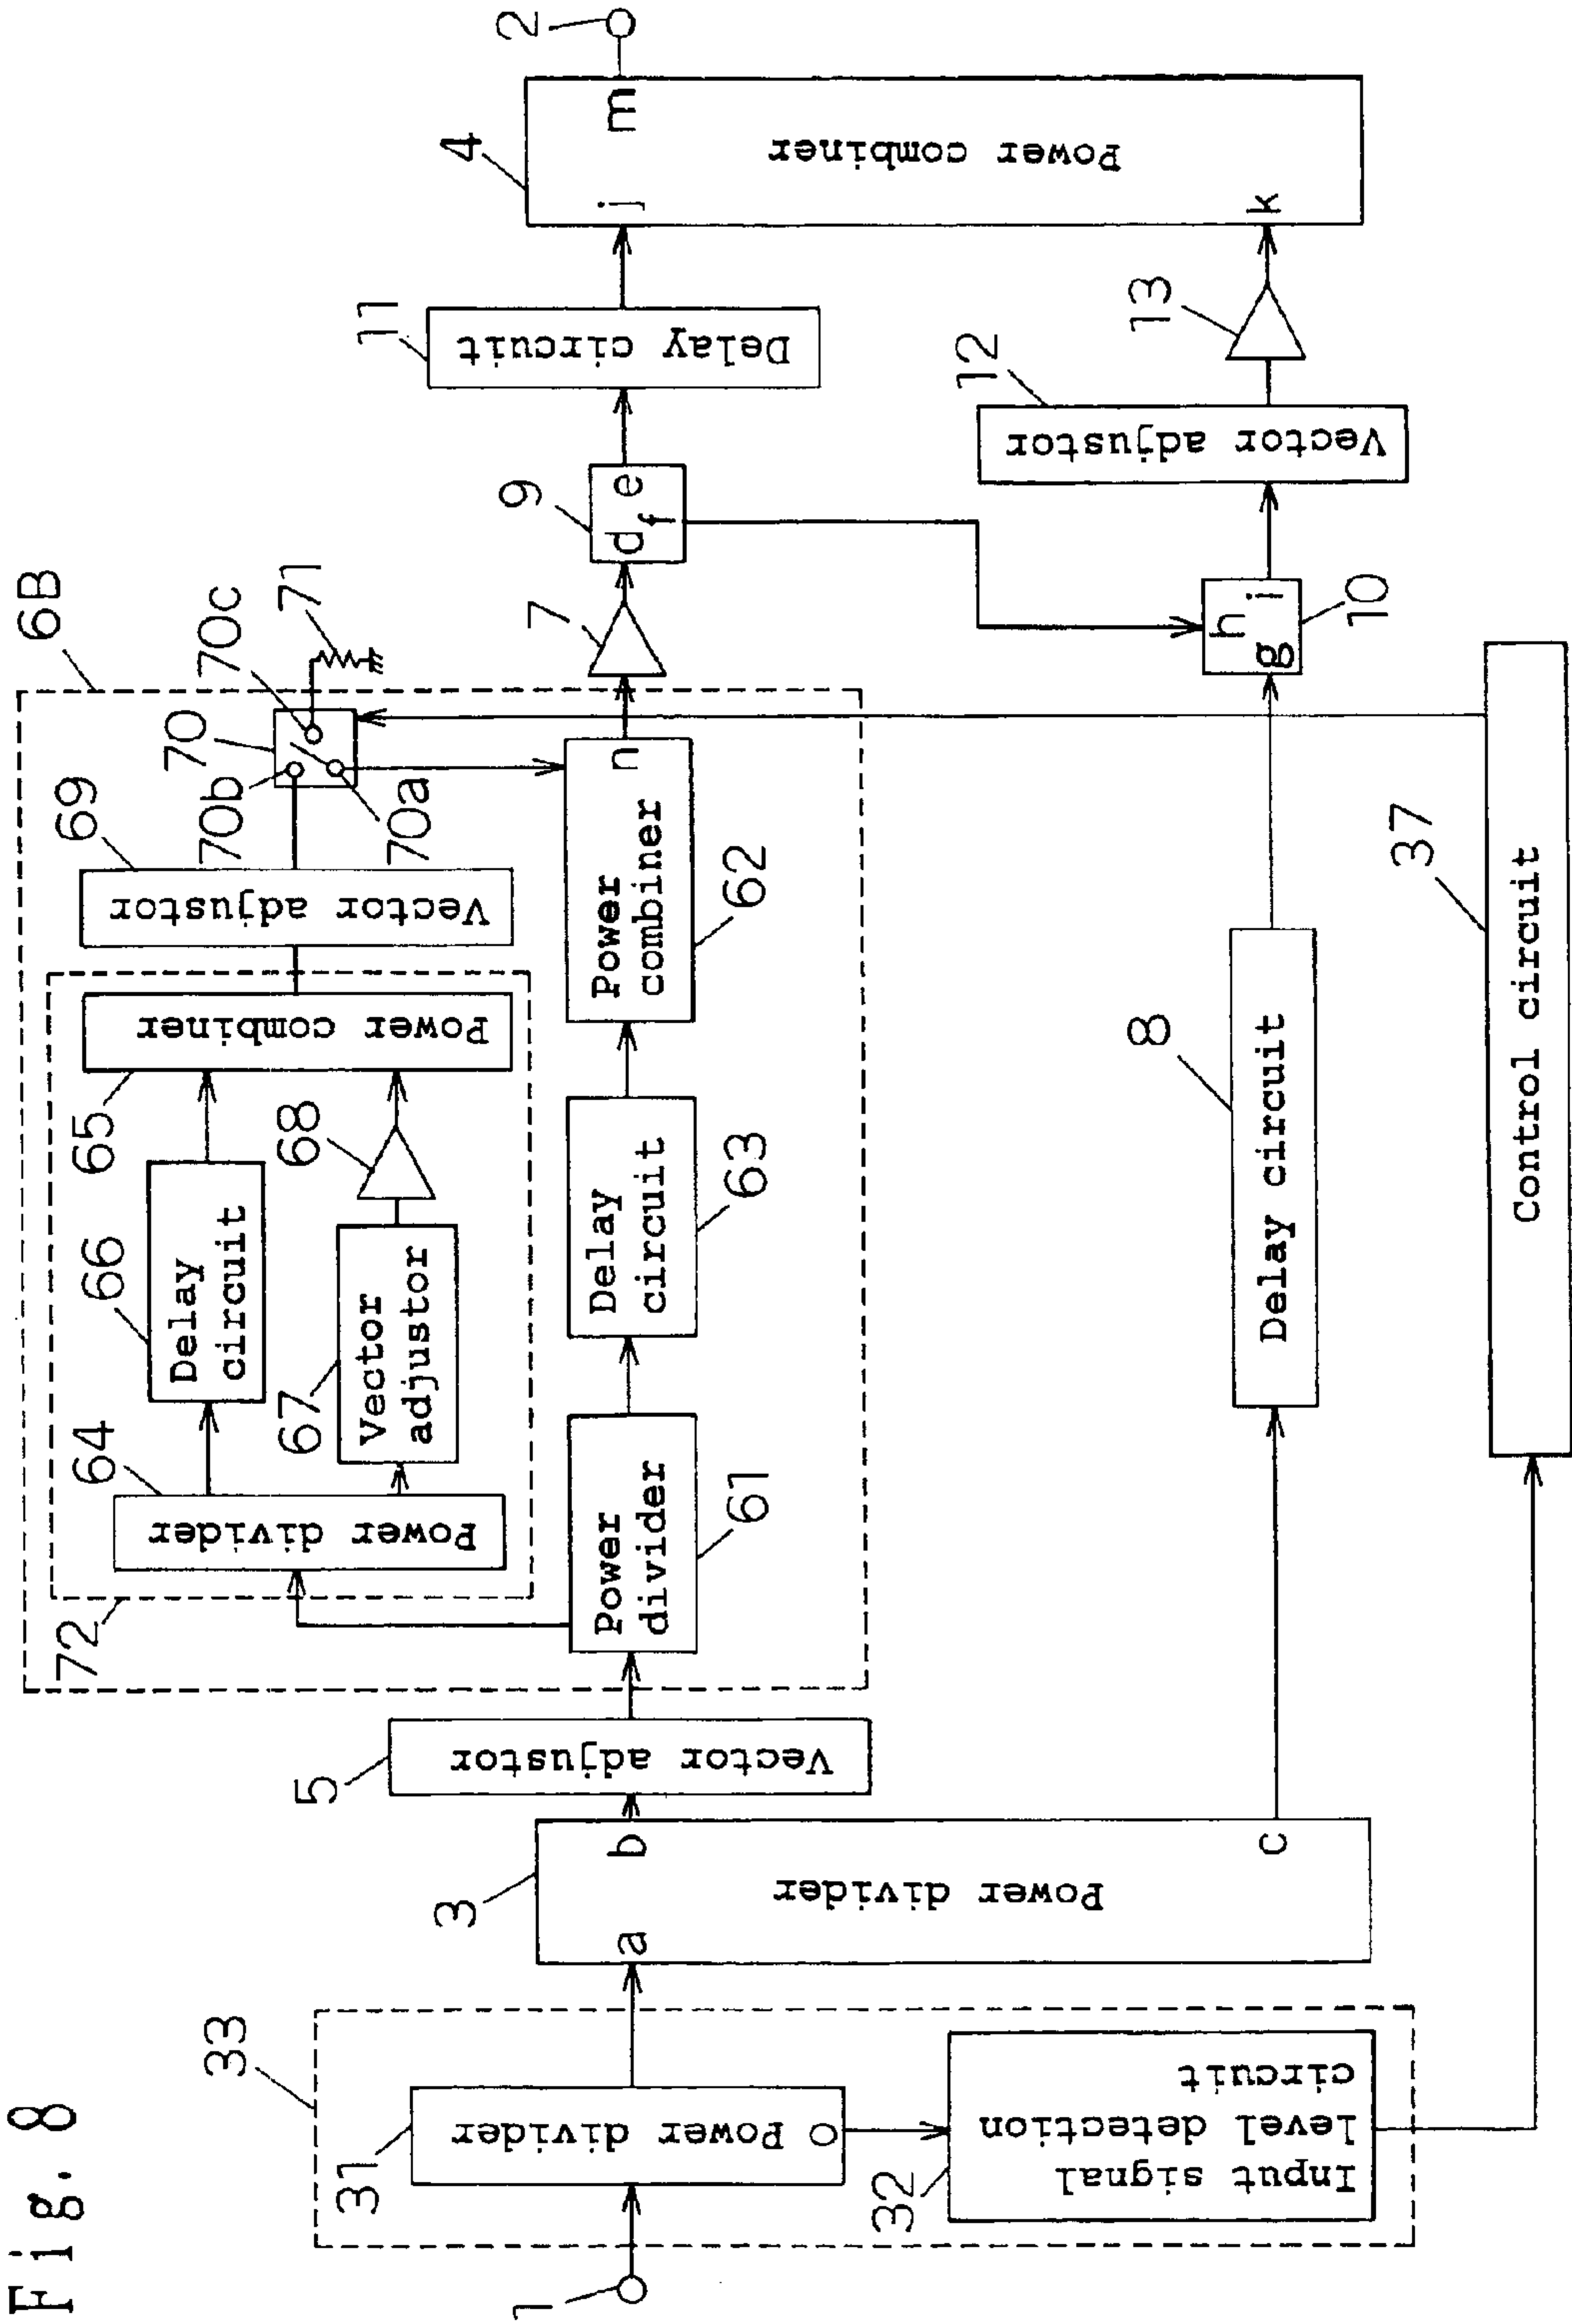 Fig. 8
1
33
31
Power divider
o
32
Input signal
level detection
circuit
3
a
Power divider
b
c
5
Vector adjustor
6B
72
64
Power divider
66
Delay
circuit
67
Vector
adjustor
68
65
Power combiner
69
Vector adjustor
70
70b
70a
70c
71
61
Power
divider
63
Delay
circuit
62
Power
combiner
n
7
9
d
e
f
8
Delay circuit
37
Control circuit
10
h
g
i
11
Delay circuit
12
Vector adjustor
13
4
j
m
Power combiner
k
2